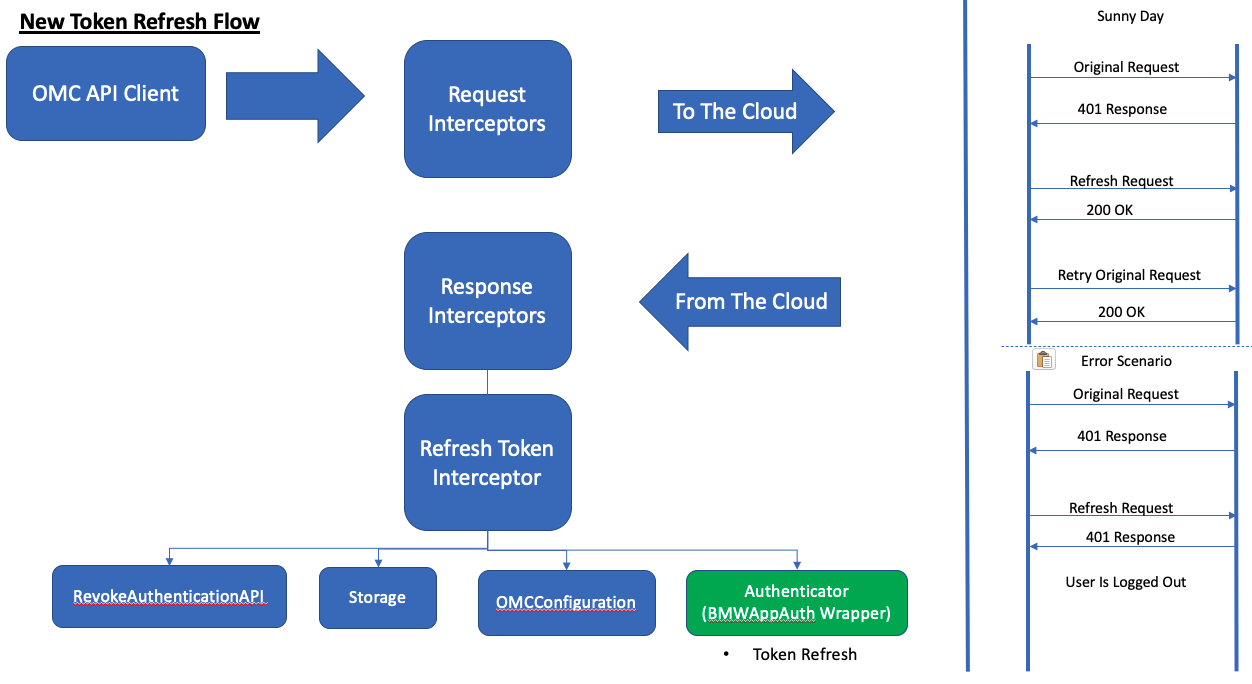 New Token Refresh Flow
OMC API Client
Request
Interceptors
To The Cloud
Response
Interceptors
From The Cloud
Refresh Token
Interceptor
RevokeAuthenticationAPI
Storage
OMCConfiguration
Authenticator
(BMWAppAuth Wrapper)
• Token Refresh
Sunny Day
Original Request
401 Response
Refresh Request
200 OK
Retry Original Request
200 OK
Error Scenario
Original Request
401 Response
Refresh Request
401 Response
User Is Logged Out